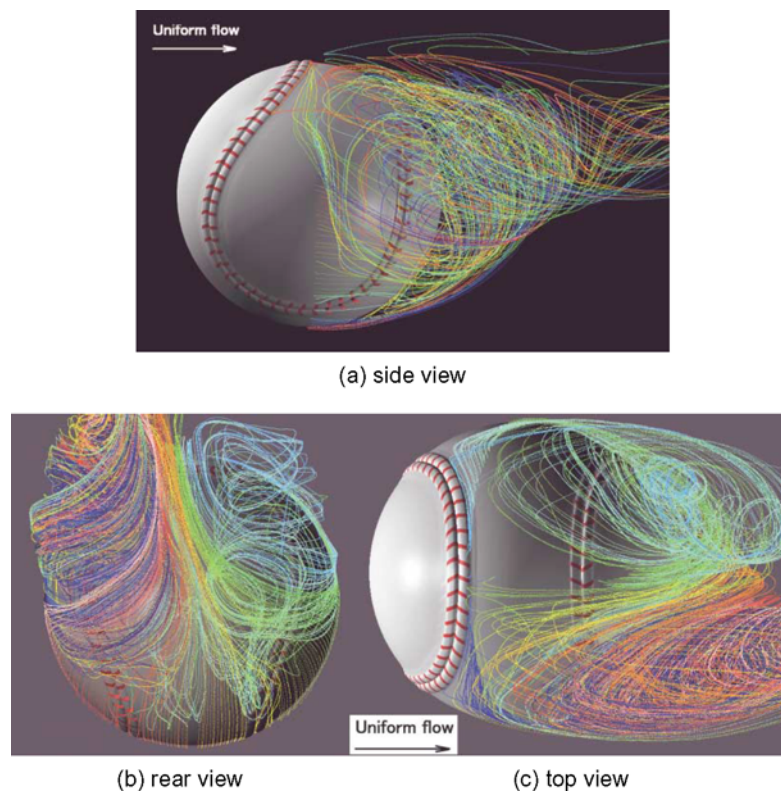 Uniform flow
(a) side view
Uniform flow
(b) rear view
(c) top view